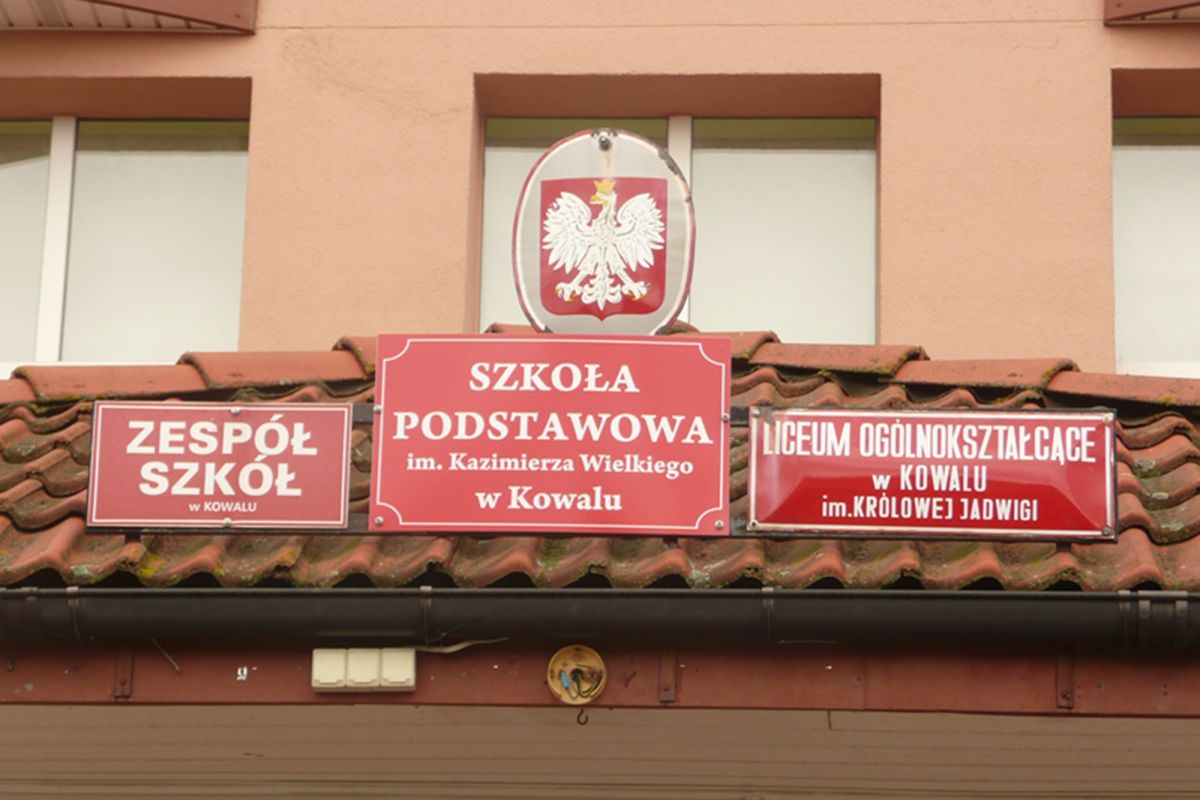 ZESPÓŁ
SZKÓŁ
w KOWALU
SZKOŁA
PODSTAWOWA
im. Kazimierza Wielkiego
w Kowalu
LICEUM OGÓLNOKSZTAŁCĄCE
w KOWALU
im.KRÓLOWEJ JADWIGI